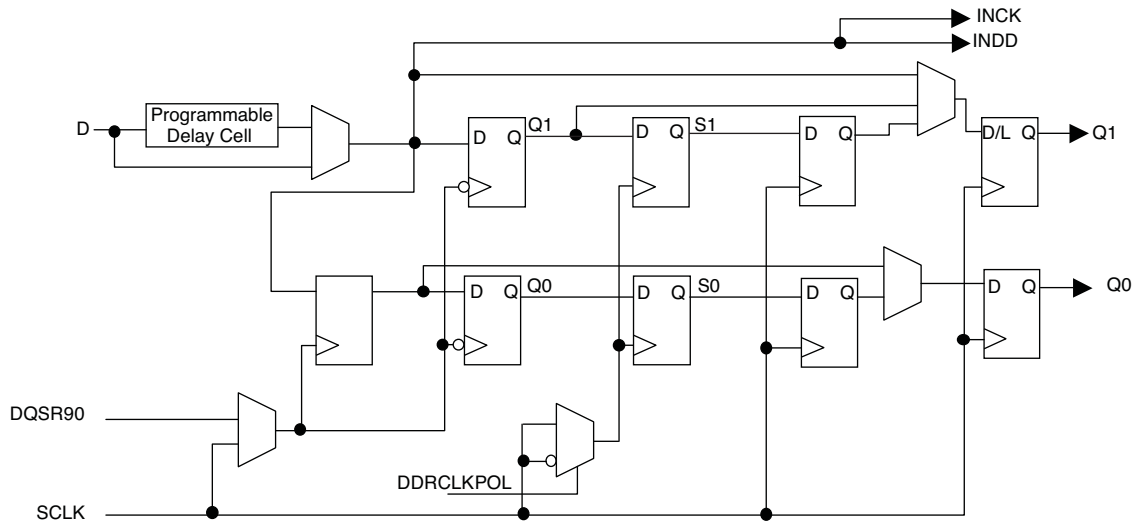 INCK
INDD
Programmable
Delay Cell
D
D Q
Q1
D Q
S1
D Q
D/L Q
Q1
D Q
Q0
D Q
S0
D Q
D Q
Q0
DQSR90
DDRCLKPOL
SCLK